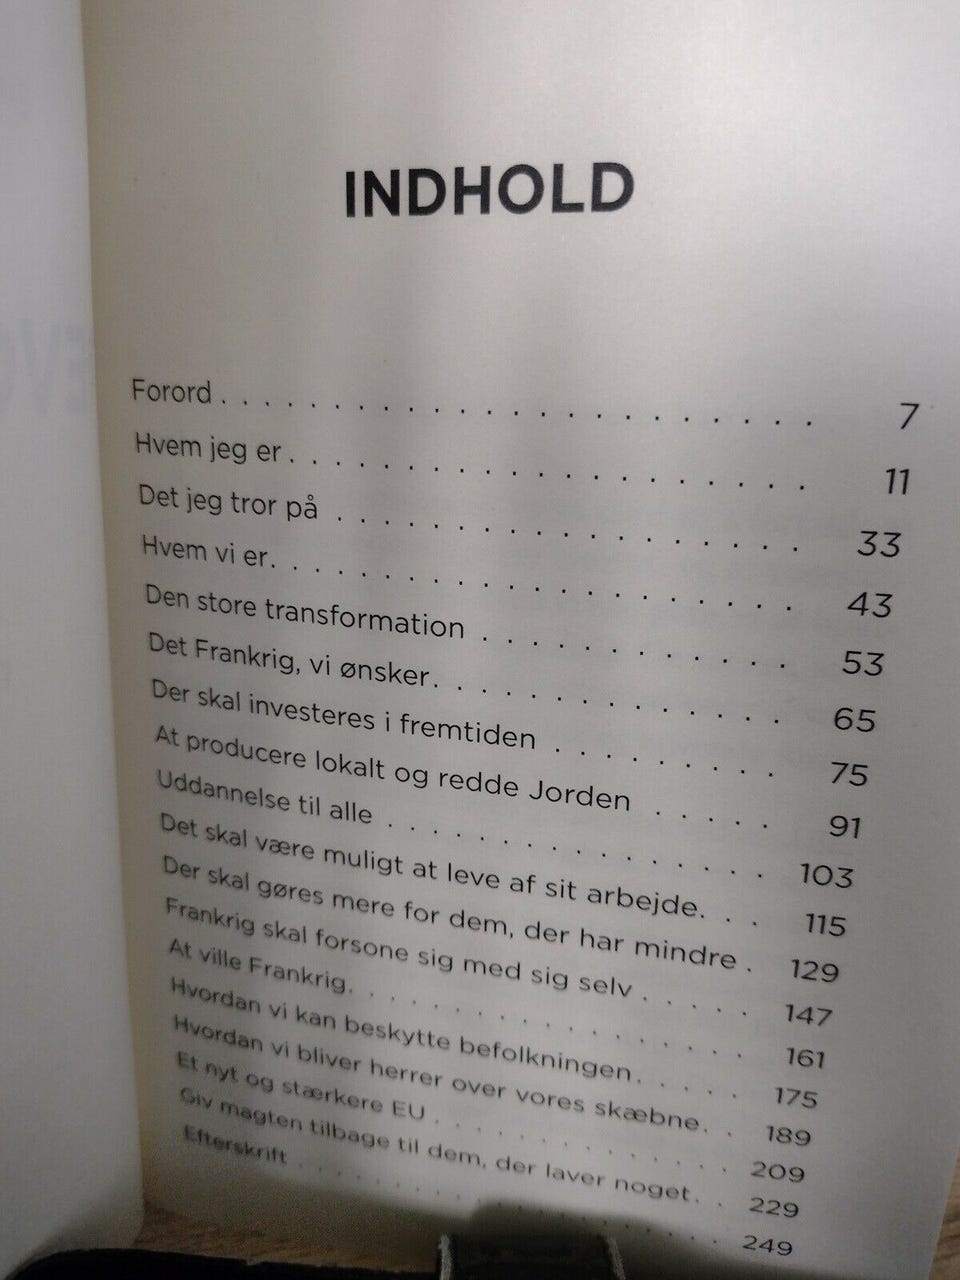 INDHOLD
Forord . . . . . . . . . . . . . . . . . . . . . . 7
Hvem jeg er . . . . . . . . . . . . . . . . . . . 11
Det jeg tror på . . . . . . . . . . . . . . . . . 33
Hvem vi er. . . . . . . . . . . . . . . . . . . . 43
Den store transformation . . . . . . . . . . . . 53
Det Frankrig, vi ønsker. . . . . . . . . . . . . 65
Der skal investeres i fremtiden . . . . . . . . . 75
At producere lokalt og redde Jorden . . . . . 91
Uddannelse til alle . . . . . . . . . . . . . . . 103
Det skal være muligt at leve af sit arbejde. . . 115
Der skal gøres mere for dem, der har mindre . 129
Frankrig skal forsone sig med sig selv . . . . . 147
At ville Frankrig. . . . . . . . . . . . . . . . 161
Hvordan vi kan beskytte befolkningen. . . . . 175
Hvordan vi bliver herrer over vores skæbne. . 189
Et nyt og stærkere EU . . . . . . . . . . . . 209
Giv magten tilbage til dem, der laver noget. . 229
Efterskrift . . . . . . . . . . . . . . . . . . . 249